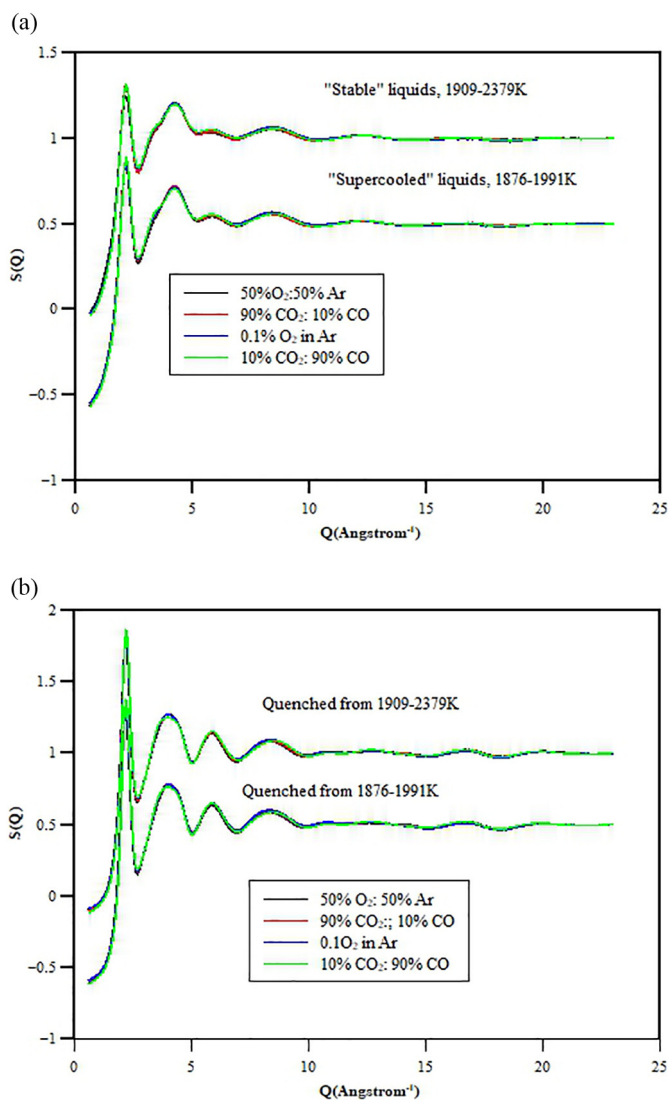 (a)
1.5
"Stable" liquids, 1909-2379K
1
"Supercooled" liquids, 1876-1991K
0.5
S(Q)
50%O₂:50% Ar
0
90% CO₂: 10% CO
0.1% O₂ in Ar
10% CO₂: 90% CO
−0.5
−1
0 5 10 15 20 25
Q(Angstrom⁻¹)
(b)
2
1.5
Quenched from 1909-2379K
1
Quenched from 1876-1991K
S(Q)
0.5
0
50% O₂: 50% Ar
90% CO₂:; 10% CO
−0.5
0.1O₂ in Ar
10% CO₂: 90% CO
−1
0 5 10 15 20 25
Q(Angstrom⁻¹)